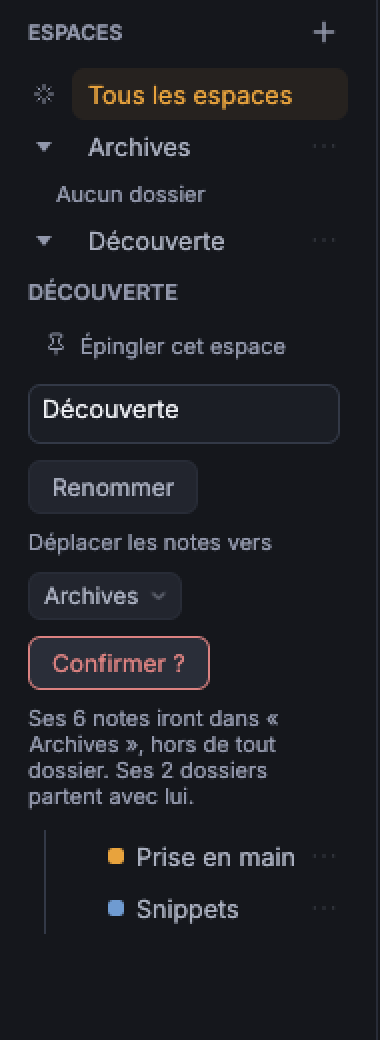 ESPACES
Tous les espaces
Archives
Aucun dossier
Découverte
DÉCOUVERTE
Épingler cet espace
Découverte
Renommer
Déplacer les notes vers
Archives
Confirmer ?
Ses 6 notes iront dans «
Archives », hors de tout
dossier. Ses 2 dossiers
partent avec lui.
Prise en main
Snippets